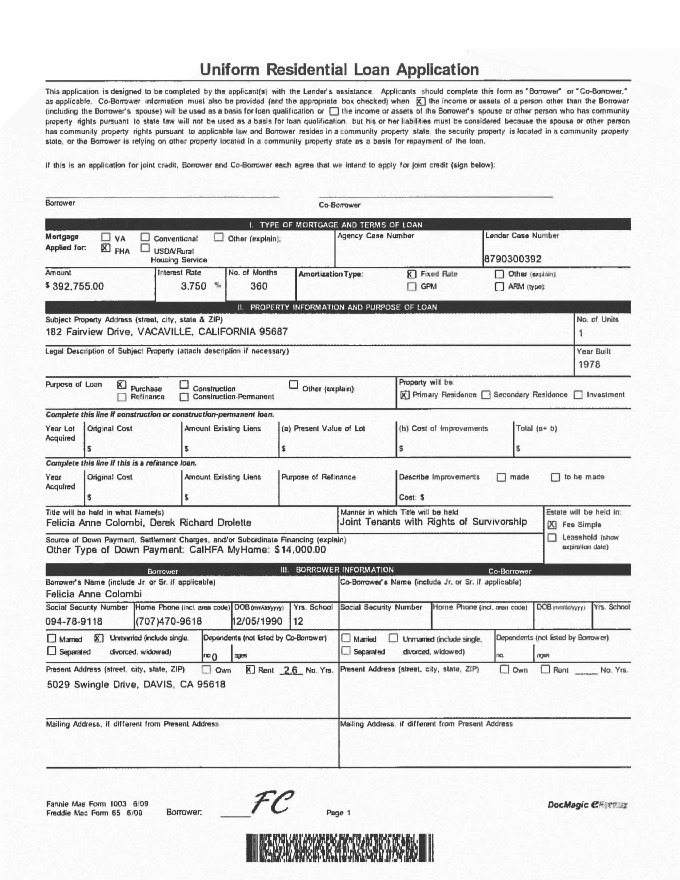 Uniform Residential Loan Application
This application is designed to be completed by the applicant(s) with the Lender's assistance. Applicants should complete this form as "Borrower" or "Co-Borrower,"
as applicable. Co-Borrower information must also be provided (and the appropriate box checked) when X the income or assets of a person other than the Borrower
(including the Borrower's spouse) will be used as a basis for loan qualification or the income or assets of the Borrower's spouse or other person who has community
property rights pursuant to state law will not be used as a basis for loan qualification, but his or her liabilities must be considered because the spouse or other person
has community property rights pursuant to applicable law and Borrower resides in a community property state, the security property is located in a community property
state, or the Borrower is relying on other property located in a community property state as a basis for repayment of the loan.
If this is an application for joint credit, Borrower and Co-Borrower each agree that we intend to apply for joint credit (sign below):
Borrower Co-Borrower
I. TYPE OF MORTGAGE AND TERMS OF LOAN
Mortgage VA Conventional Other (explain): Agency Case Number Lender Case Number
Applied for: X FHA USDA/Rural
Housing Service 8790300392
Amount Interest Rate No. of Months Amortization Type: X Fixed Rate Other (explain):
$ 392,755.00 3.750 % 360 GPM ARM (type):
II. PROPERTY INFORMATION AND PURPOSE OF LOAN
Subject Property Address (street, city, state & ZIP) No. of Units
182 Fairview Drive, VACAVILLE, CALIFORNIA 95687 1
Legal Description of Subject Property (attach description if necessary) Year Built
1978
Purpose of Loan X Purchase Construction Other (explain): Property will be:
Refinance Construction-Permanent X Primary Residence Secondary Residence Investment
Complete this line if construction or construction-permanent loan.
Year Lot Original Cost Amount Existing Liens (a) Present Value of Lot (b) Cost of Improvements Total (a+ b)
Acquired
$ $ $ $ $
Complete this line if this is a refinance loan.
Year Original Cost Amount Existing Liens Purpose of Refinance Describe Improvements made to be made
Acquired
$ $ Cost: $
Title will be held in what Name(s) Manner in which Title will be held Estate will be held in:
Felicia Anne Colombi, Derek Richard Drolette Joint Tenants with Rights of Survivorship X Fee Simple
Source of Down Payment, Settlement Charges, and/or Subordinate Financing (explain) Leasehold (show
Other Type of Down Payment: CalHFA MyHome: $14,000.00 expiration date)
Borrower III. BORROWER INFORMATION Co-Borrower
Borrower's Name (include Jr. or Sr. if applicable) Co-Borrower's Name (include Jr. or Sr. if applicable)
Felicia Anne Colombi
Social Security Number Home Phone (incl. area code) DOB (mm/dd/yyyy) Yrs. School Social Security Number Home Phone (incl. area code) DOB (mm/dd/yyyy) Yrs. School
094-78-9118 (707)470-9618 12/05/1990 12
Married X Unmarried (include single, Dependents (not listed by Co-Borrower) Married Unmarried (include single, Dependents (not listed by Borrower)
Separated divorced, widowed) no. 0 ages Separated divorced, widowed) no. ages
Present Address (street, city, state, ZIP) Own X Rent 2.6 No. Yrs. Present Address (street, city, state, ZIP) Own Rent No. Yrs.
5029 Swingle Drive, DAVIS, CA 95618
Mailing Address, if different from Present Address Mailing Address, if different from Present Address
Fannie Mae Form 1003 6/09 FC DocMagic
Freddie Mac Form 65 6/09 Borrower: Page 1